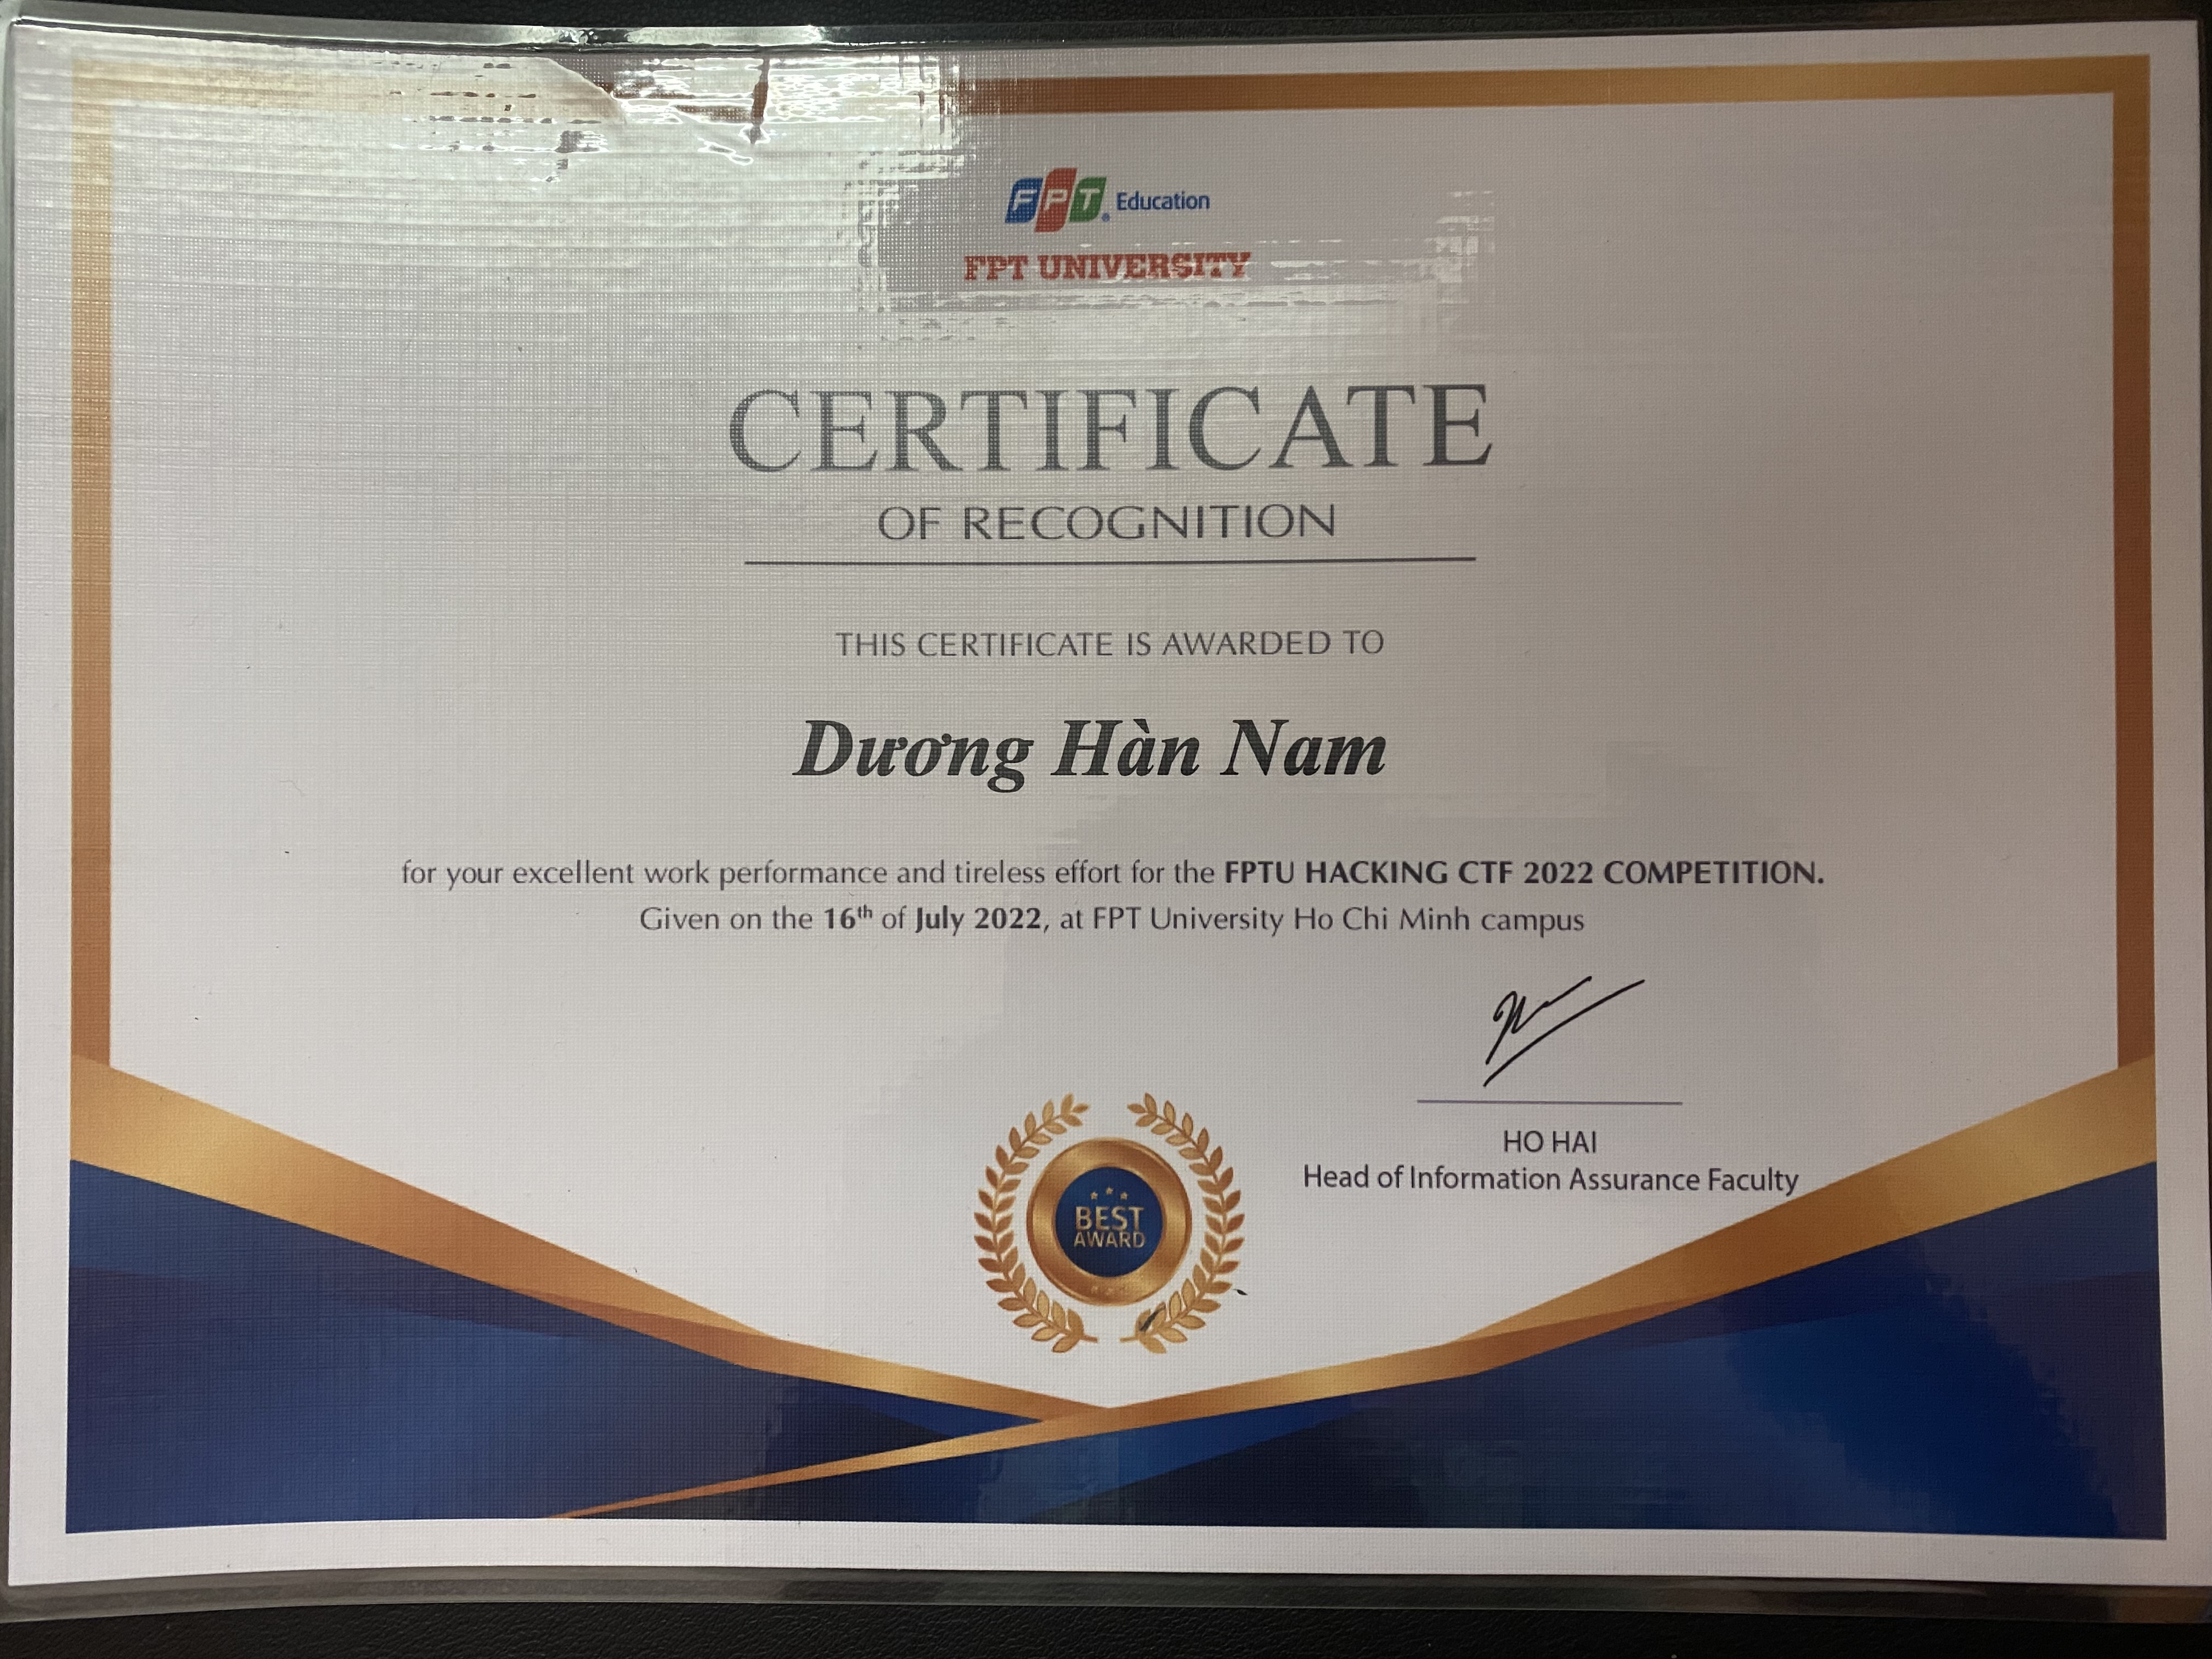 FPT Education
FPT UNIVERSITY
CERTIFICATE
OF RECOGNITION
THIS CERTIFICATE IS AWARDED TO
Dương Hàn Nam
for your excellent work performance and tireless effort for the FPTU HACKING CTF 2022 COMPETITION.
Given on the 16th of July 2022, at FPT University Ho Chi Minh campus
HO HAI
Head of Information Assurance Faculty
BEST
AWARD